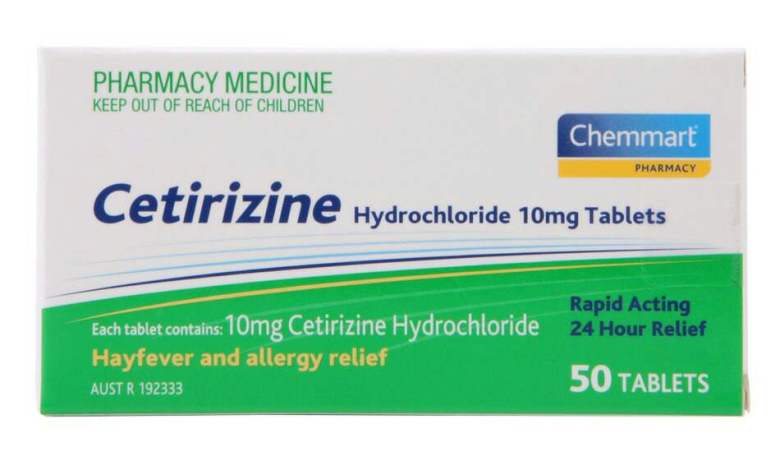 PHARMACY MEDICINE
KEEP OUT OF REACH OF CHILDREN
Chemmart
PHARMACY
Cetirizine Hydrochloride 10mg Tablets
Each tablet contains: 10mg Cetirizine Hydrochloride
Hayfever and allergy relief
AUST R 192333
Rapid Acting
24 Hour Relief
50 TABLETS